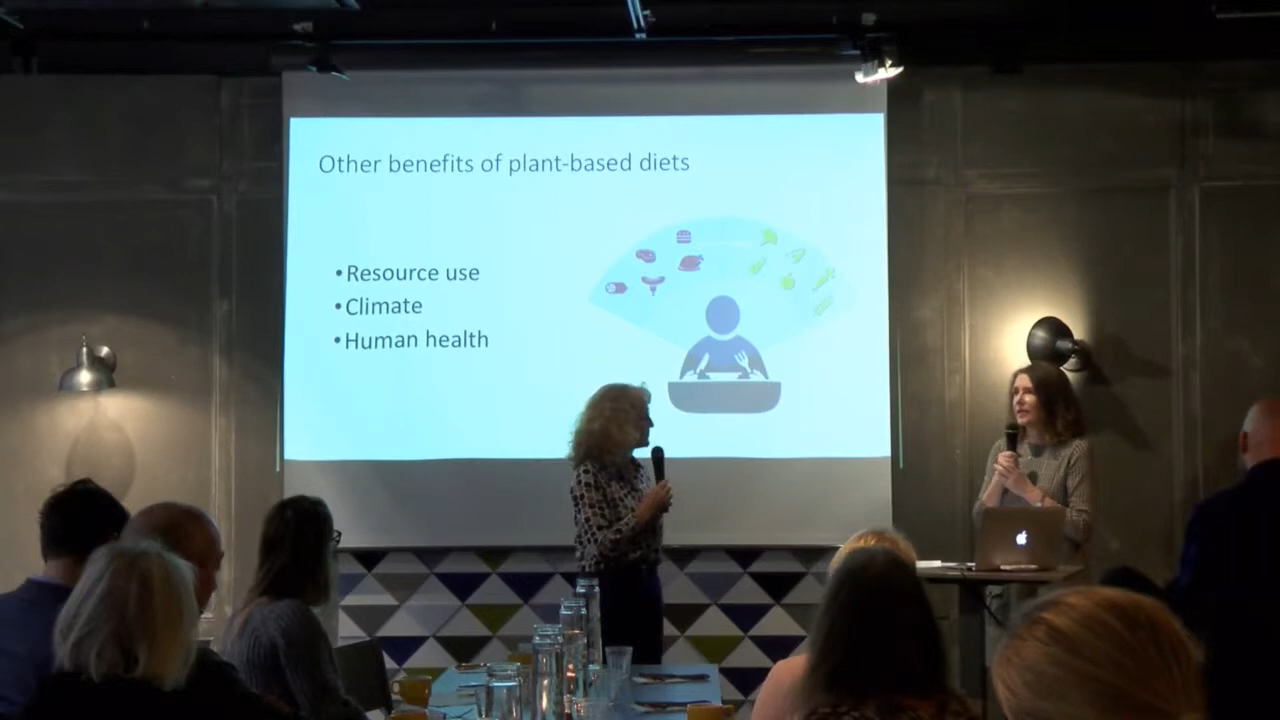 Other benefits of plant-based diets
•Resource use
•Climate
•Human health